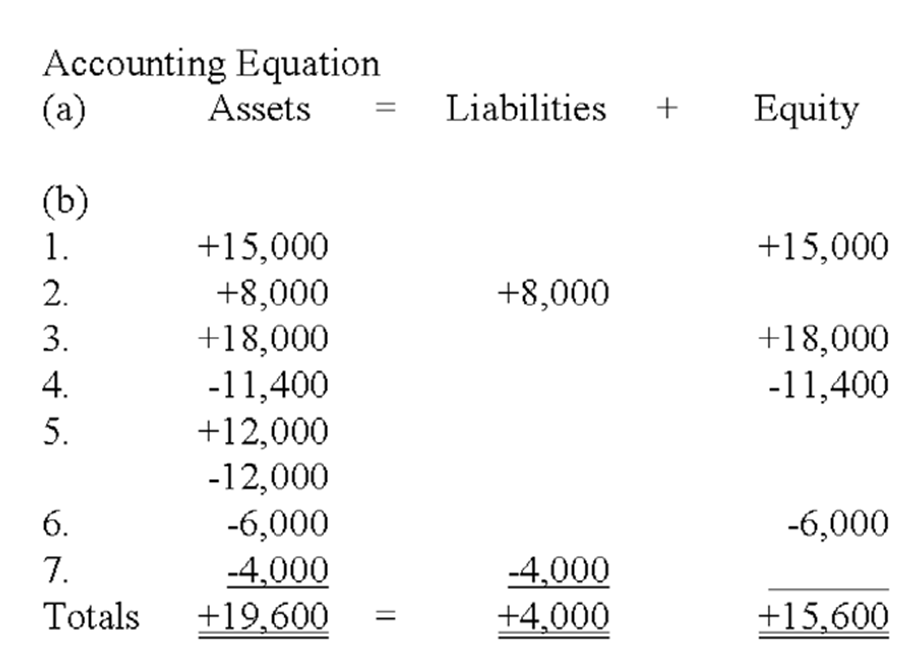 Accounting Equation
(a) Assets = Liabilities + Equity
(b)
1. +15,000 +15,000
2. +8,000 +8,000
3. +18,000 +18,000
4. -11,400 -11,400
5. +12,000
-12,000
6. -6,000 -6,000
7. -4,000 -4,000
Totals +19,600 = +4,000 +15,600